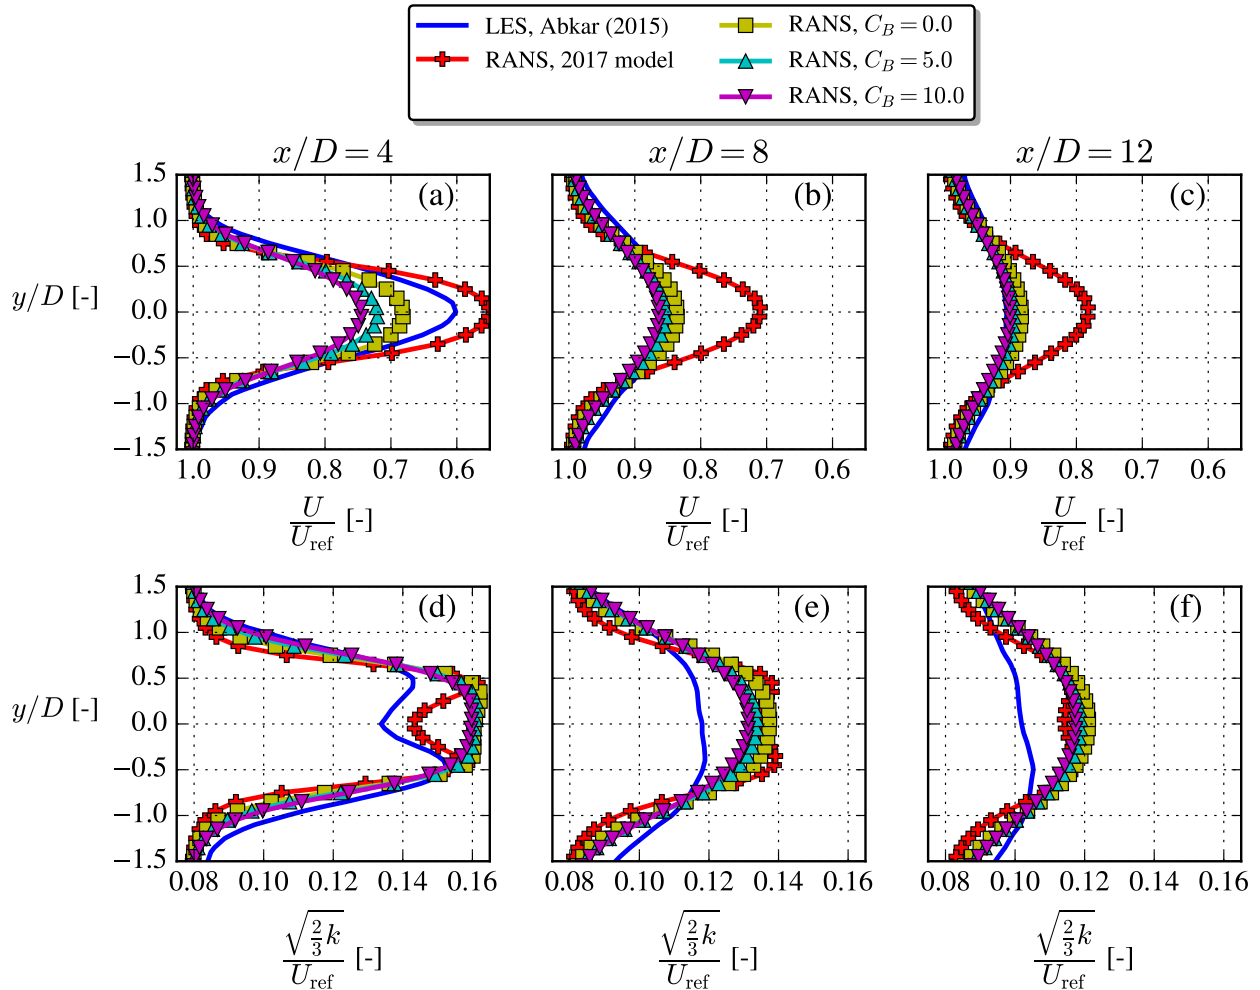 LES, Abkar (2015)
RANS, 2017 model
RANS, C_B = 0.0
RANS, C_B = 5.0
RANS, C_B = 10.0
x/D = 4
x/D = 8
x/D = 12
(a)
(b)
(c)
1.5
1.0
0.5
0.0
−0.5
−1.0
−1.5
y/D [-]
1.0 0.9 0.8 0.7 0.6
1.0 0.9 0.8 0.7 0.6
1.0 0.9 0.8 0.7 0.6
U/U_ref [-]
U/U_ref [-]
U/U_ref [-]
(d)
(e)
(f)
1.5
1.0
0.5
0.0
−0.5
−1.0
−1.5
y/D [-]
0.08 0.10 0.12 0.14 0.16
0.08 0.10 0.12 0.14 0.16
0.08 0.10 0.12 0.14 0.16
√(2/3 k)/U_ref [-]
√(2/3 k)/U_ref [-]
√(2/3 k)/U_ref [-]